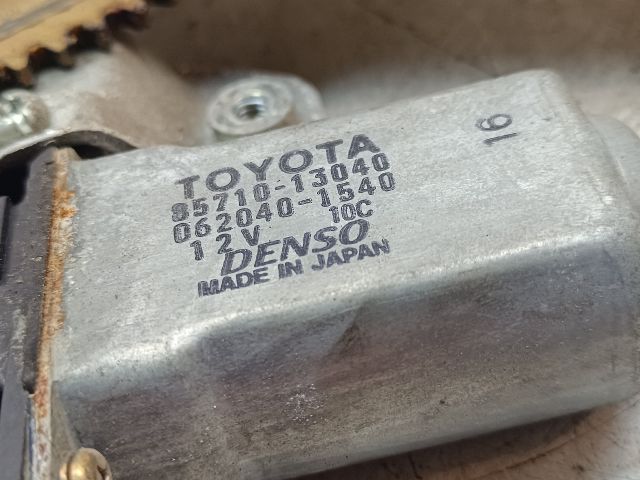 TOYOTA
85710-13040
062040-1540
12V 10C
DENSO
MADE IN JAPAN
16